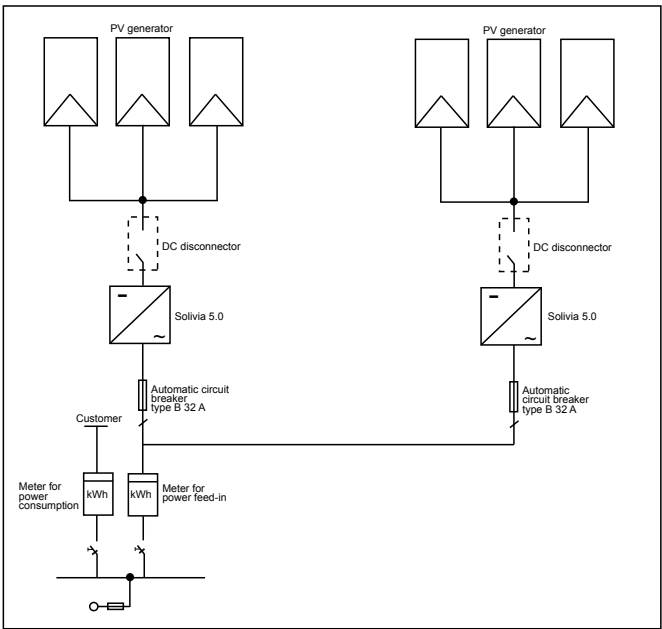 PV generator
PV generator
DC disconnector
DC disconnector
Solivia 5.0
Solivia 5.0
Automatic circuit
breaker
type B 32 A
Automatic
circuit breaker
type B 32 A
Customer
Meter for
power
consumption
kWh
kWh
Meter for
power feed-in